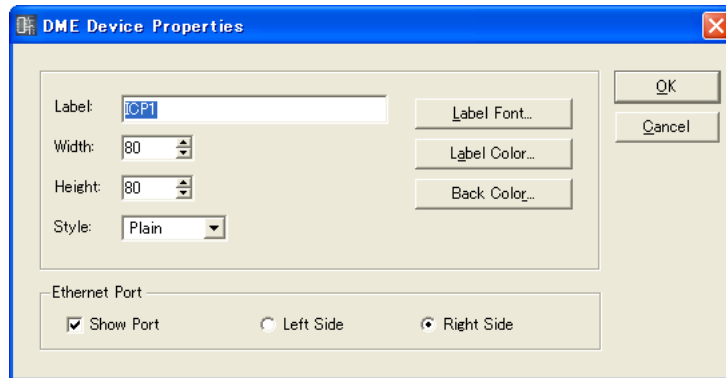 DME Device Properties
Label: ICP1
Label Font...
OK
Width: 80
Label Color...
Cancel
Height: 80
Back Color...
Style: Plain
Ethernet Port
Show Port Left Side Right Side